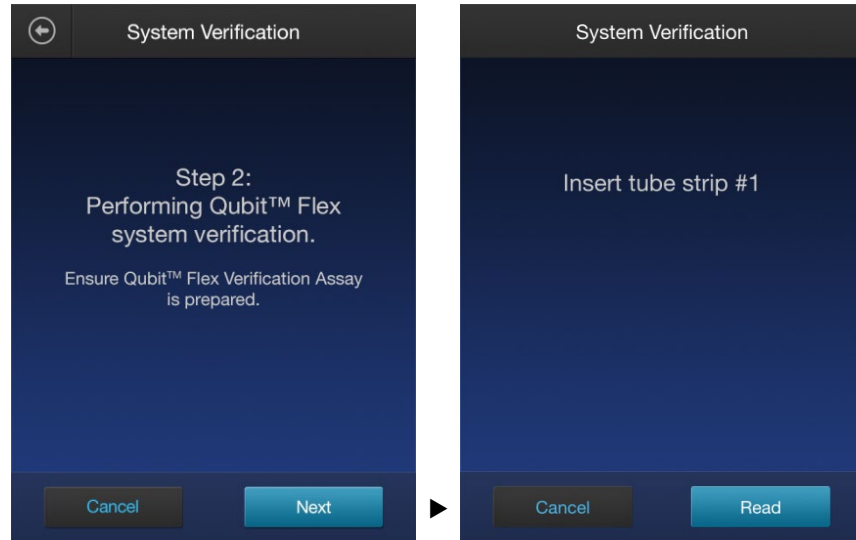 System Verification
Step 2:
Performing Qubit™ Flex
system verification.
Ensure Qubit™ Flex Verification Assay
is prepared.
Cancel
Next
System Verification
Insert tube strip #1
Cancel
Read